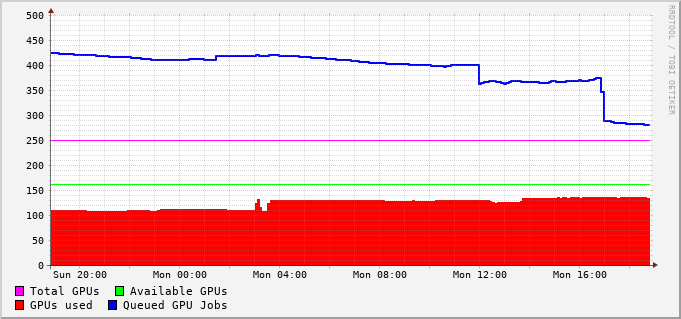 500
450
400
350
300
250
200
150
100
50
0
Sun 20:00 Mon 00:00 Mon 04:00 Mon 08:00 Mon 12:00 Mon 16:00
Total GPUs Available GPUs
GPUs used Queued GPU Jobs
RRDTOOL / TOBI OETIKER